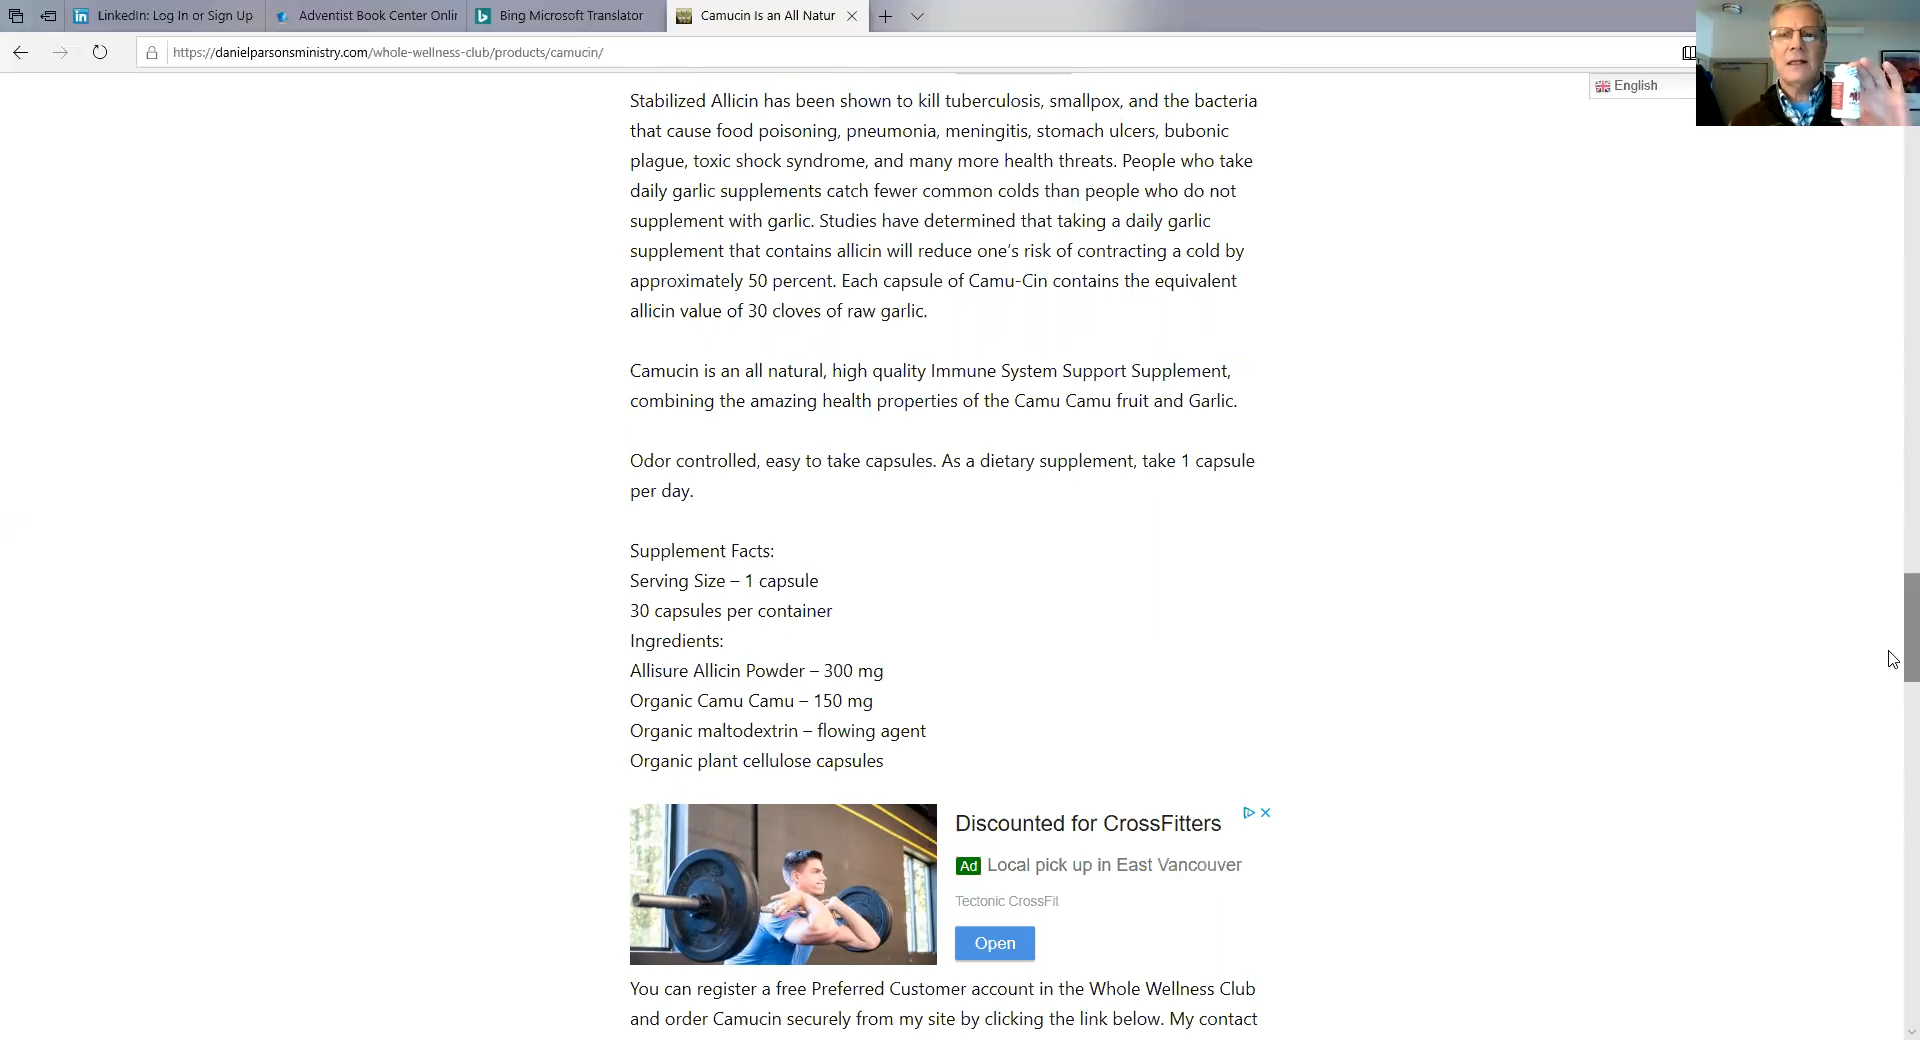 LinkedIn: Log In or Sign Up
Adventist Book Center Onlir
Bing Microsoft Translator
Camucin Is an All Natur
https://danielparsonsministry.com/whole-wellness-club/products/camucin/
English
Stabilized Allicin has been shown to kill tuberculosis, smallpox, and the bacteria
that cause food poisoning, pneumonia, meningitis, stomach ulcers, bubonic
plague, toxic shock syndrome, and many more health threats. People who take
daily garlic supplements catch fewer common colds than people who do not
supplement with garlic. Studies have determined that taking a daily garlic
supplement that contains allicin will reduce one's risk of contracting a cold by
approximately 50 percent. Each capsule of Camu-Cin contains the equivalent
allicin value of 30 cloves of raw garlic.
Camucin is an all natural, high quality Immune System Support Supplement,
combining the amazing health properties of the Camu Camu fruit and Garlic.
Odor controlled, easy to take capsules. As a dietary supplement, take 1 capsule
per day.
Supplement Facts:
Serving Size – 1 capsule
30 capsules per container
Ingredients:
Allisure Allicin Powder – 300 mg
Organic Camu Camu – 150 mg
Organic maltodextrin – flowing agent
Organic plant cellulose capsules
Discounted for CrossFitters
Ad Local pick up in East Vancouver
Tectonic CrossFit
Open
You can register a free Preferred Customer account in the Whole Wellness Club
and order Camucin securely from my site by clicking the link below. My contact